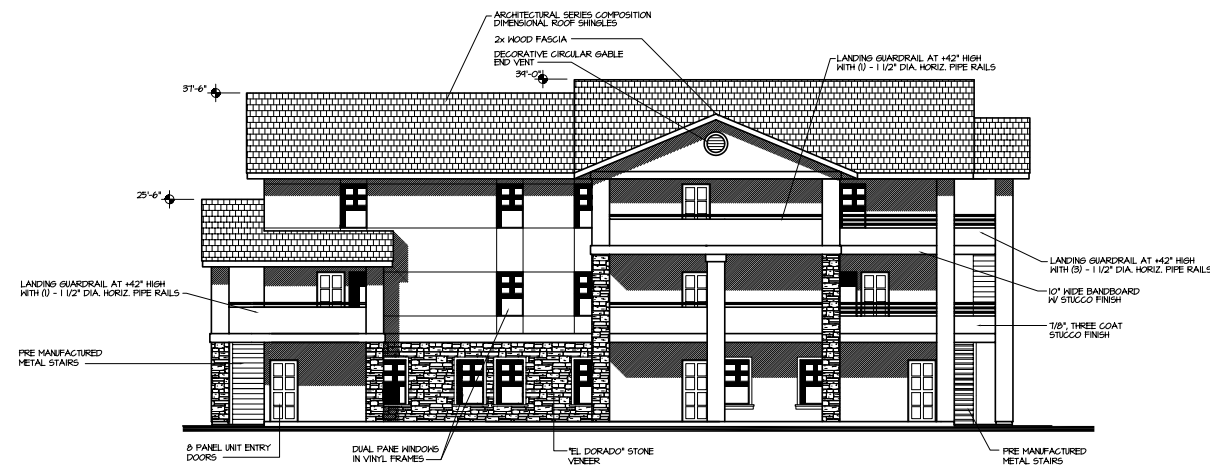 ARCHITECTURAL SERIES COMPOSITION
DIMENSIONAL ROOF SHINGLES
2x WOOD FASCIA
DECORATIVE CIRCULAR GABLE
END VENT
39'-0"
LANDING GUARDRAIL AT +42" HIGH
WITH (1) - 1 1/2" DIA. HORIZ. PIPE RAILS
37'-6"
25'-6"
LANDING GUARDRAIL AT +42" HIGH
WITH (1) - 1 1/2" DIA. HORIZ. PIPE RAILS
LANDING GUARDRAIL AT +42" HIGH
WITH (3) - 1 1/2" DIA. HORIZ. PIPE RAILS
10" WIDE BANDBOARD
W/ STUCCO FINISH
7/8", THREE COAT
STUCCO FINISH
PRE MANUFACTURED
METAL STAIRS
8 PANEL UNIT ENTRY
DOORS
DUAL PANE WINDOWS
IN VINYL FRAMES
"EL DORADO" STONE
VENEER
PRE MANUFACTURED
METAL STAIRS